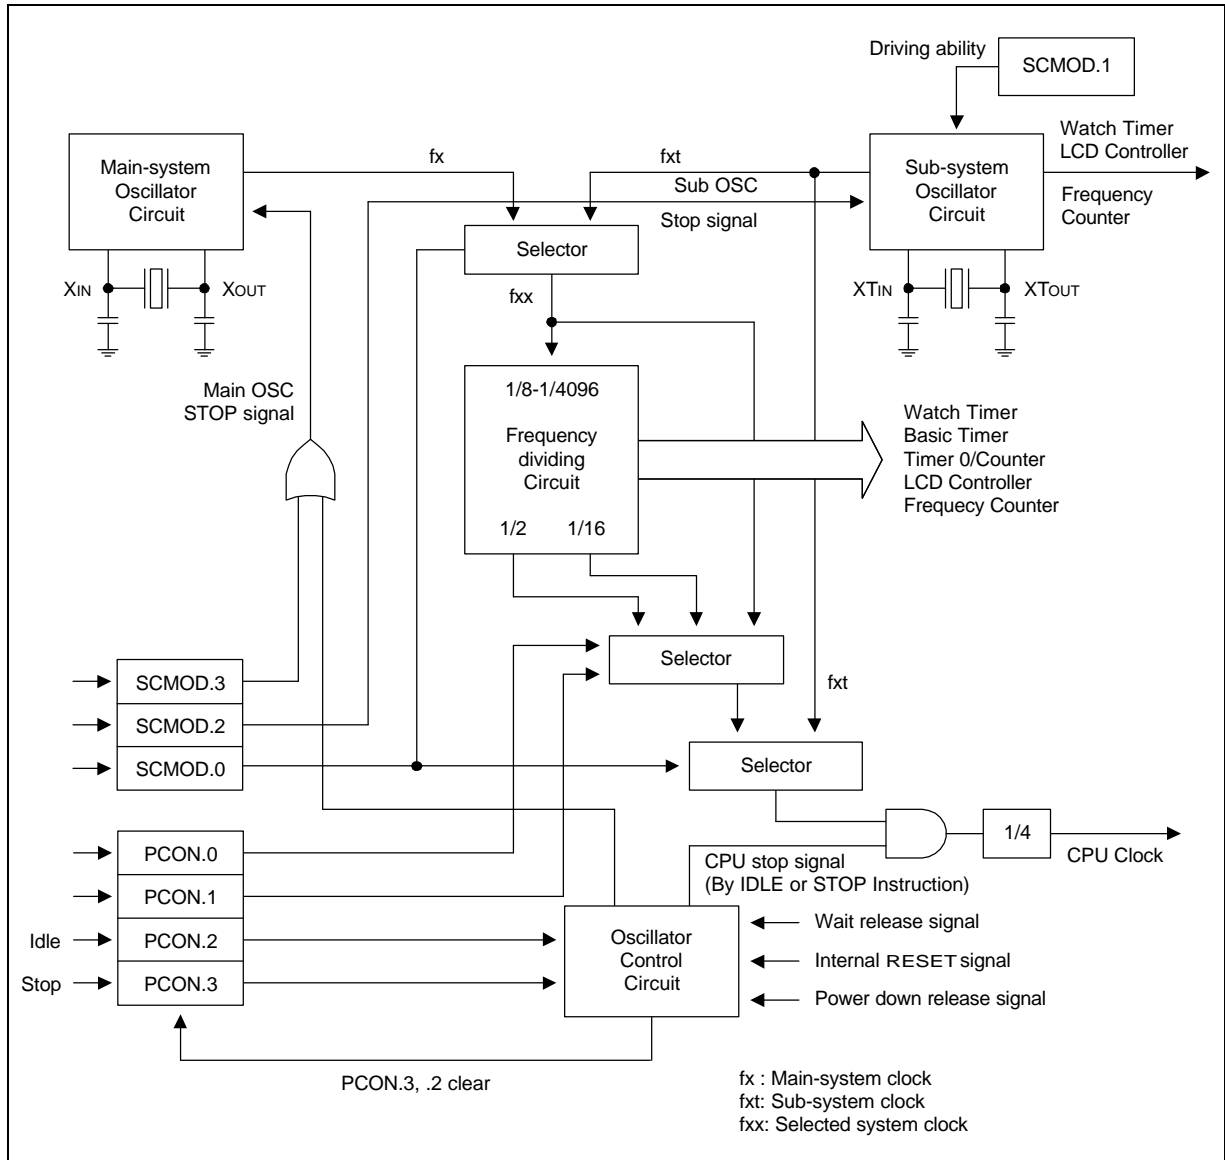 Driving ability
SCMOD.1
Main-system
Oscillator
Circuit
fx
fxt
Sub OSC
Stop signal
Sub-system
Oscillator
Circuit
Watch Timer
LCD Controller
Frequency
Counter
Selector
XIN
XOUT
fxx
XTIN
XTOUT
Main OSC
STOP signal
1/8-1/4096
Frequency
dividing
Circuit
1/2
1/16
Watch Timer
Basic Timer
Timer 0/Counter
LCD Controller
Frequecy Counter
Selector
fxt
SCMOD.3
SCMOD.2
SCMOD.0
Selector
PCON.0
PCON.1
PCON.2
PCON.3
Idle
Stop
1/4
CPU Clock
CPU stop signal
(By IDLE or STOP Instruction)
Oscillator
Control
Circuit
Wait release signal
Internal RESET signal
Power down release signal
PCON.3, .2 clear
fx : Main-system clock
fxt: Sub-system clock
fxx: Selected system clock